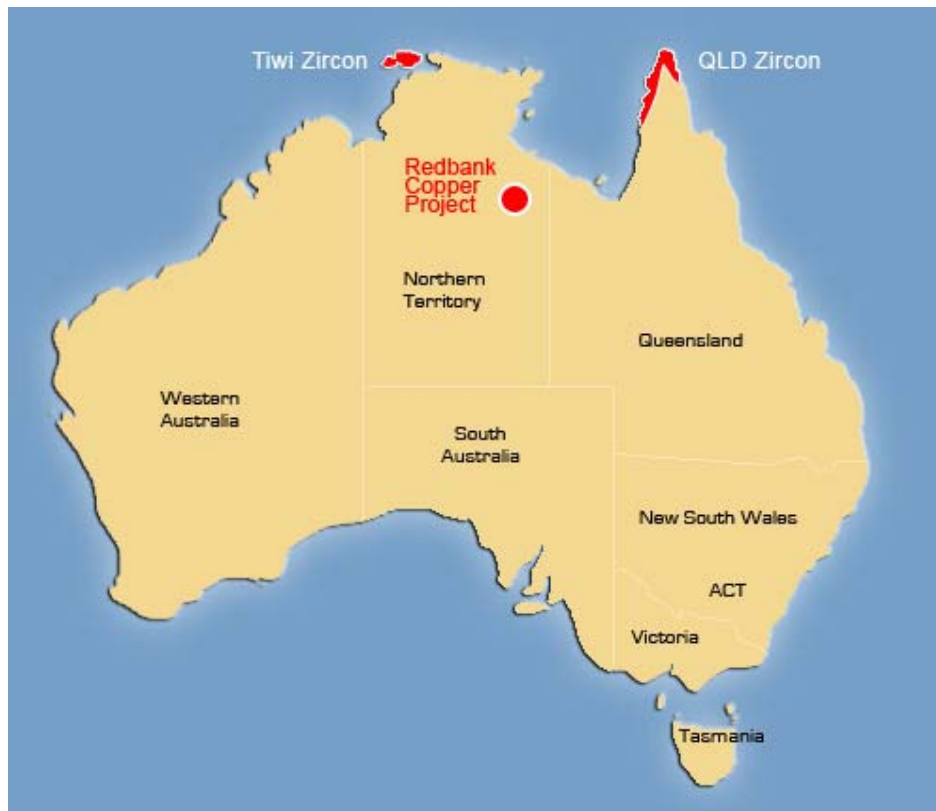 Tiwi Zircon
QLD Zircon
Redbank
Copper
Project
Northern
Territory
Queensland
Western
Australia
South
Australia
New South Wales
ACT
Victoria
Tasmania